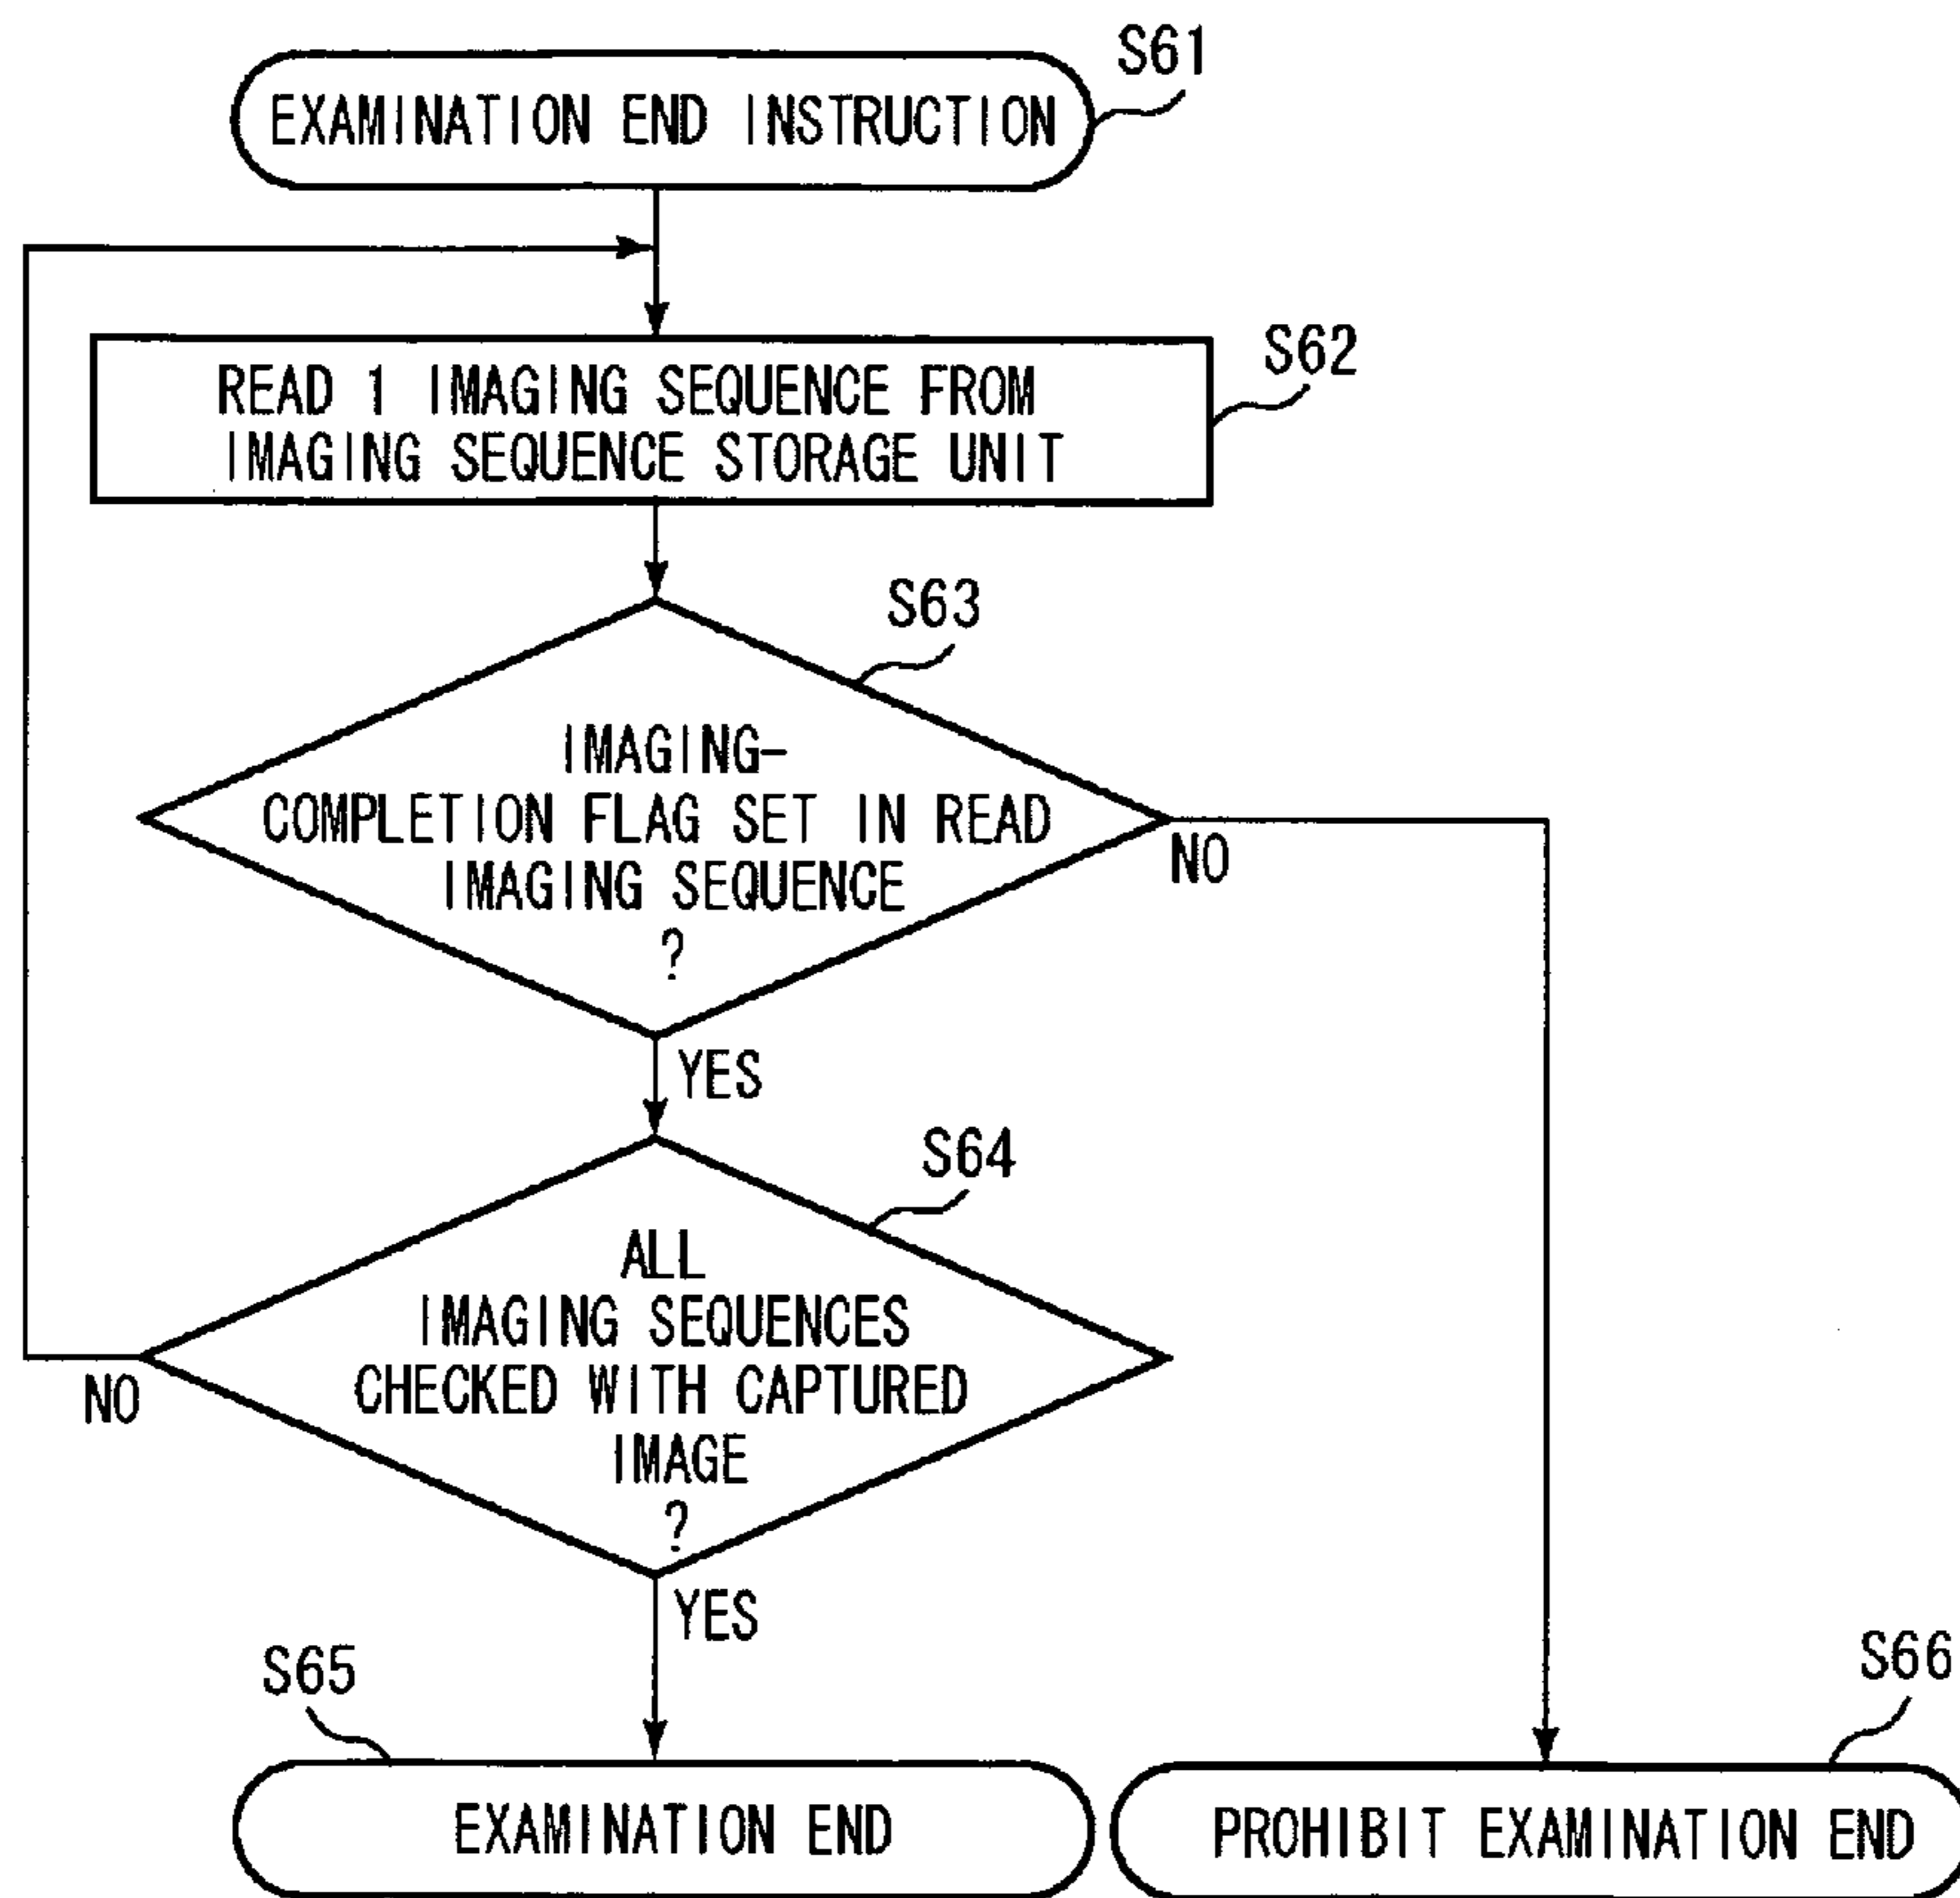 S61
EXAMINATION END INSTRUCTION
S62
READ 1 IMAGING SEQUENCE FROM
IMAGING SEQUENCE STORAGE UNIT
S63
IMAGING-
COMPLETION FLAG SET IN READ
IMAGING SEQUENCE
?
NO
YES
S64
ALL
IMAGING SEQUENCES
CHECKED WITH CAPTURED
IMAGE
?
NO
YES
S65
S66
EXAMINATION END
PROHIBIT EXAMINATION END